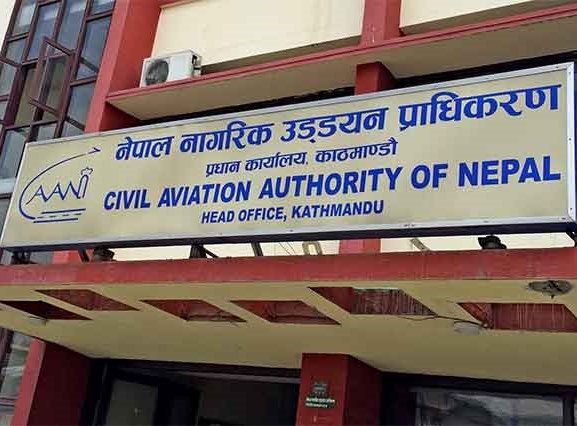 CAAN
नेपाल नागरिक उड्डयन प्राधिकरण
प्रधान कार्यालय, काठमाण्डौ
CIVIL AVIATION AUTHORITY OF NEPAL
HEAD OFFICE, KATHMANDU